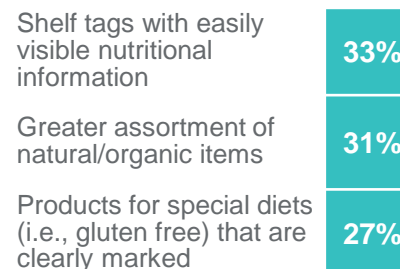 Shelf tags with easily
visible nutritional
information
33%
Greater assortment of
natural/organic items
31%
Products for special diets
(i.e., gluten free) that are
clearly marked
27%